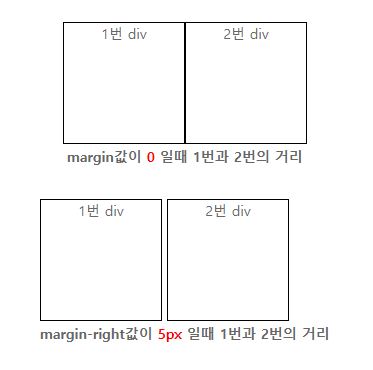 1번 div 2번 div
margin값이 0 일때 1번과 2번의 거리
1번 div 2번 div
margin-right값이 5px 일때 1번과 2번의 거리